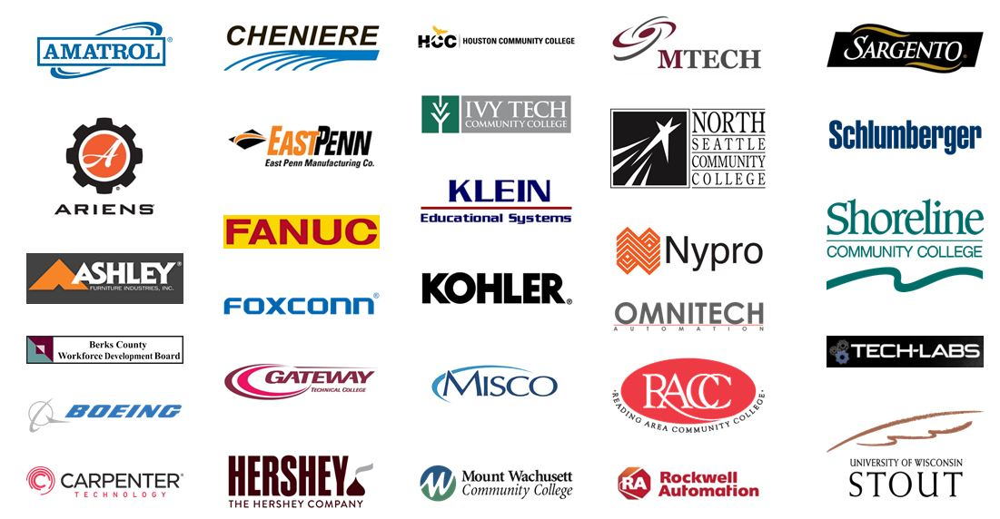 AMATROL®
ARIENS®
ASHLEY®
FURNITURE INDUSTRIES, INC.
Berks County
Workforce Development Board
BOEING
CARPENTER®
TECHNOLOGY
CHENIERE
EASTPENN
East Penn Manufacturing Co.
FANUC
FOXCONN®
GATEWAY
TECHNICAL COLLEGE
HERSHEY
THE HERSHEY COMPANY
HCC HOUSTON COMMUNITY COLLEGE
IVY TECH
COMMUNITY COLLEGE
KLEIN
Educational Systems
KOHLER®
MISCO
Mount Wachusett
Community College
MTECH
NORTH
SEATTLE
COMMUNITY
COLLEGE
Nypro
OMNITECH
AUTOMATION
RACC
·READING AREA COMMUNITY COLLEGE·
RA Rockwell
Automation
SARGENTO®
Schlumberger
Shoreline
COMMUNITY COLLEGE
TECH-LABS
UNIVERSITY OF WISCONSIN
STOUT